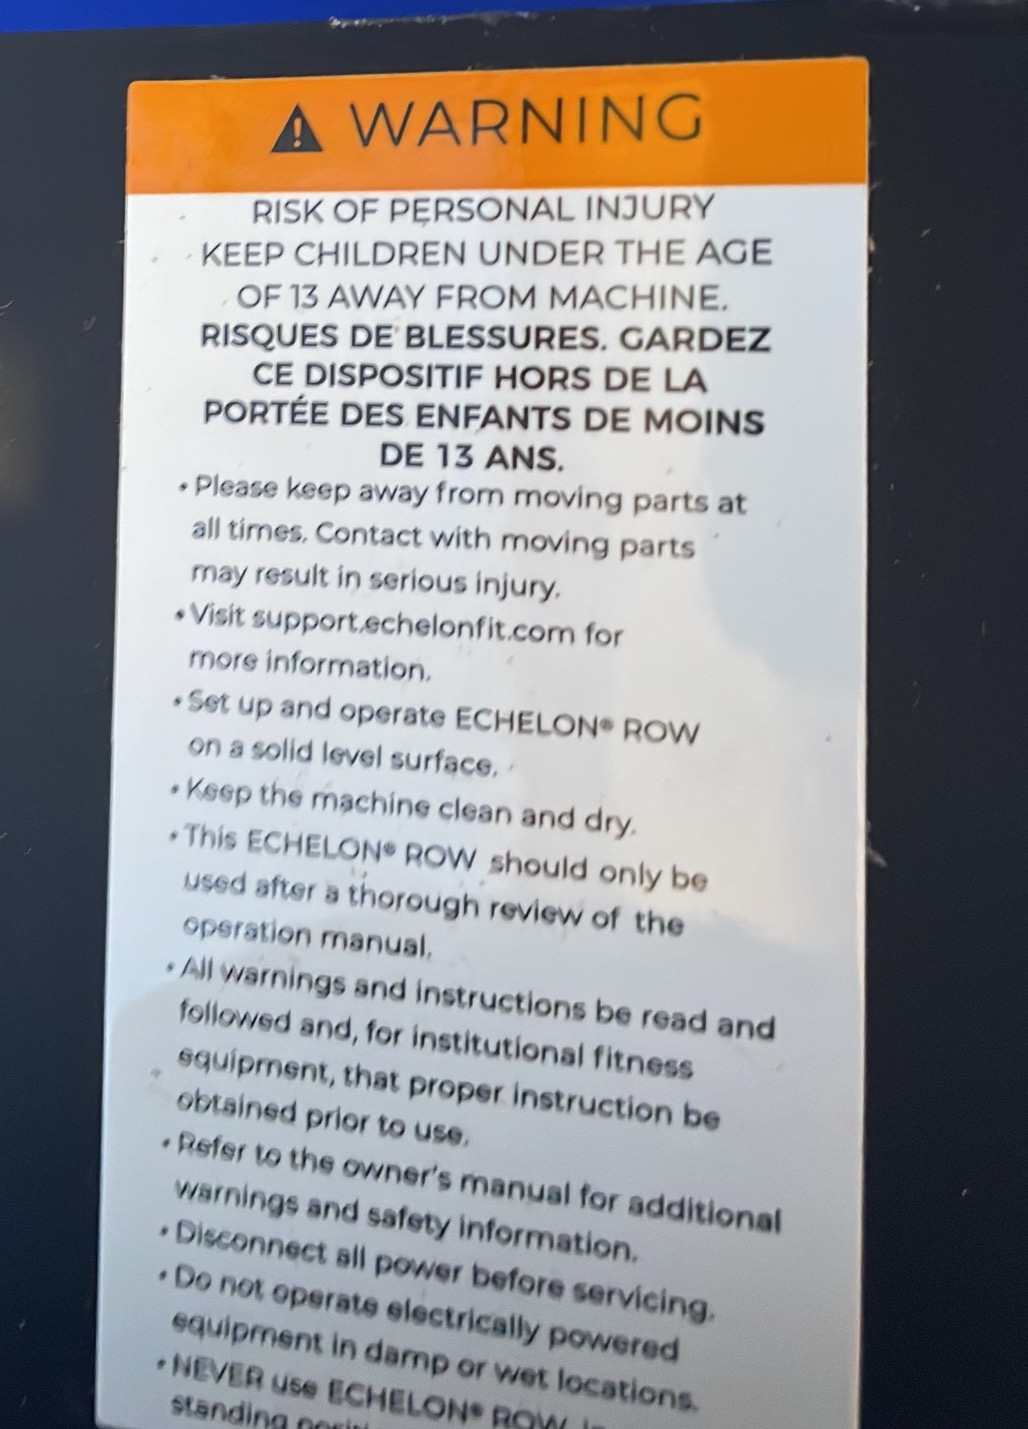 WARNING
RISK OF PERSONAL INJURY
KEEP CHILDREN UNDER THE AGE
OF 13 AWAY FROM MACHINE.
RISQUES DE BLESSURES. GARDEZ
CE DISPOSITIF HORS DE LA
PORTÉE DES ENFANTS DE MOINS
DE 13 ANS.
• Please keep away from moving parts at
all times. Contact with moving parts
may result in serious injury.
• Visit support.echelonfit.com for
more information.
• Set up and operate ECHELON® ROW
on a solid level surface.
• Keep the machine clean and dry.
• This ECHELON® ROW should only be
used after a thorough review of the
operation manual.
• All warnings and instructions be read and
followed and, for institutional fitness
equipment, that proper instruction be
obtained prior to use.
• Refer to the owner's manual for additional
warnings and safety information.
• Disconnect all power before servicing.
• Do not operate electrically powered
equipment in damp or wet locations.
• NEVER use ECHELON® ROW
standing